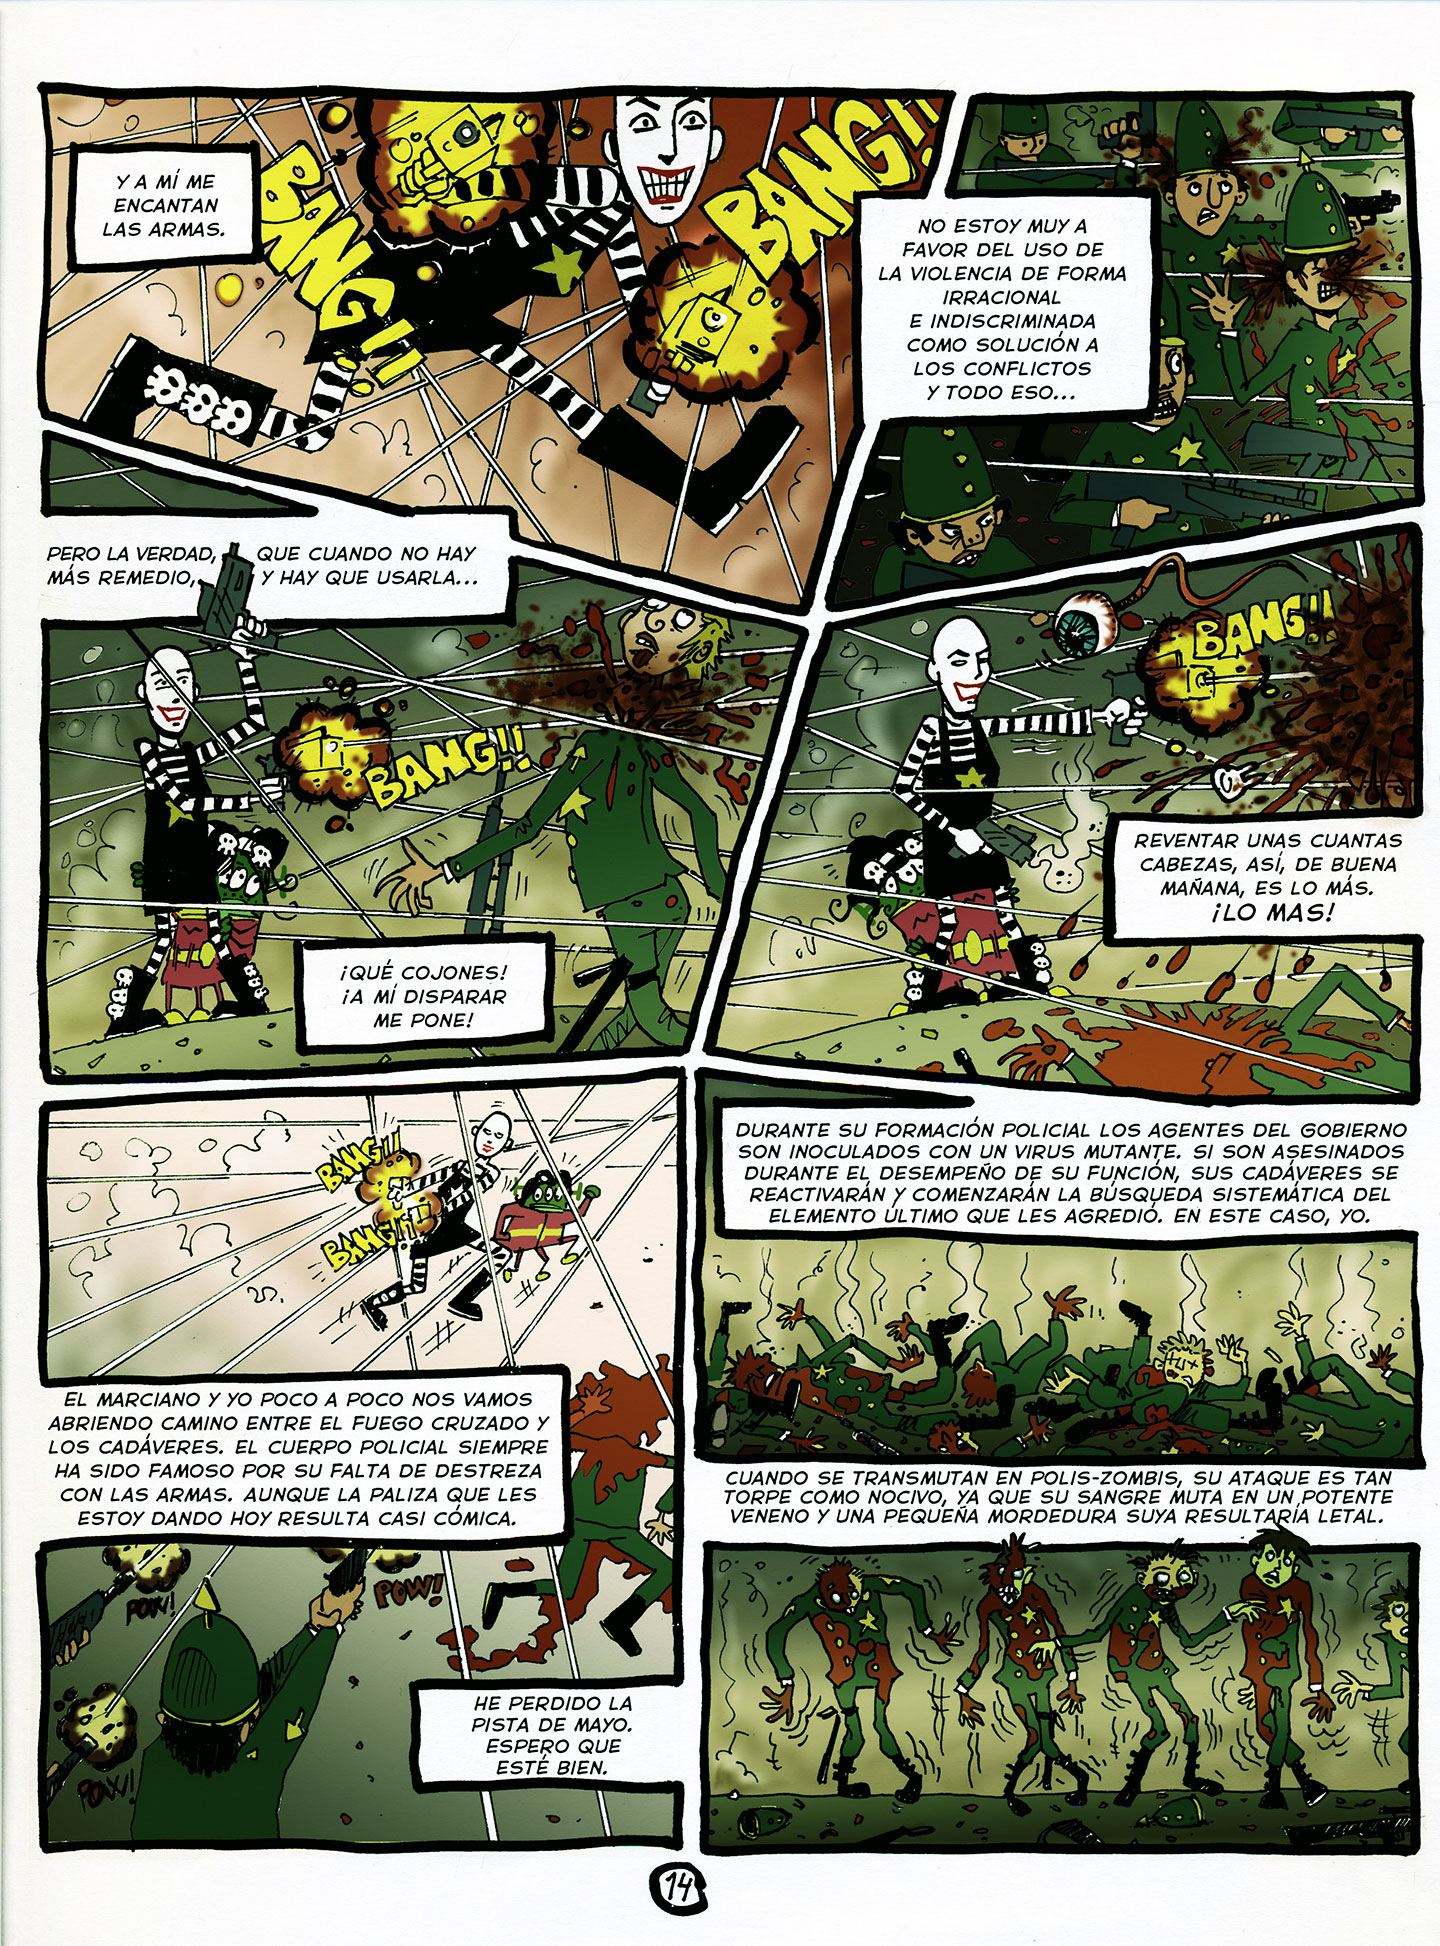 Y A MÍ ME
ENCANTAN
LAS ARMAS.
BANG!!
BANG!!
NO ESTOY MUY A
FAVOR DEL USO DE
LA VIOLENCIA DE FORMA
IRRACIONAL
E INDISCRIMINADA
COMO SOLUCIÓN A
LOS CONFLICTOS
Y TODO ESO...
PERO LA VERDAD, QUE CUANDO NO HAY
MÁS REMEDIO, Y HAY QUE USARLA...
BANG!!
¡QUÉ COJONES!
¡A MÍ DISPARAR
ME PONE!
BANG!!
REVENTAR UNAS CUANTAS
CABEZAS, ASÍ, DE BUENA
MAÑANA, ES LO MÁS.
¡LO MAS!
BANG!!
BANG!!
EL MARCIANO Y YO POCO A POCO NOS VAMOS
ABRIENDO CAMINO ENTRE EL FUEGO CRUZADO Y
LOS CADÁVERES. EL CUERPO POLICIAL SIEMPRE
HA SIDO FAMOSO POR SU FALTA DE DESTREZA
CON LAS ARMAS. AUNQUE LA PALIZA QUE LES
ESTOY DANDO HOY RESULTA CASI CÓMICA.
POW!
POW!
POW!
HE PERDIDO LA
PISTA DE MAYO.
ESPERO QUE
ESTÉ BIEN.
DURANTE SU FORMACIÓN POLICIAL LOS AGENTES DEL GOBIERNO
SON INOCULADOS CON UN VIRUS MUTANTE. SI SON ASESINADOS
DURANTE EL DESEMPEÑO DE SU FUNCIÓN, SUS CADÁVERES SE
REACTIVARÁN Y COMENZARÁN LA BÚSQUEDA SISTEMÁTICA DEL
ELEMENTO ÚLTIMO QUE LES AGREDIÓ. EN ESTE CASO, YO.
CUANDO SE TRANSMUTAN EN POLIS-ZOMBIS, SU ATAQUE ES TAN
TORPE COMO NOCIVO, YA QUE SU SANGRE MUTA EN UN POTENTE
VENENO Y UNA PEQUEÑA MORDEDURA SUYA RESULTARÍA LETAL.
14